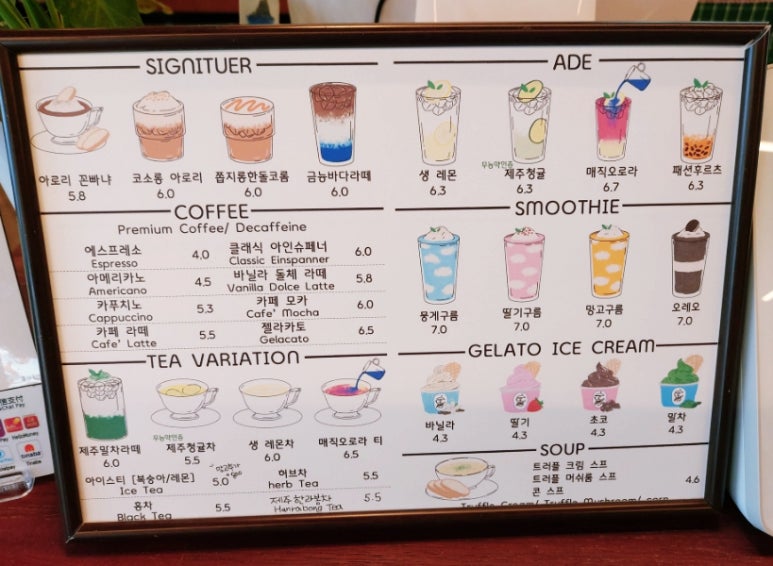 SIGNITUER
아로리 꼰빠냐
5.8
코소롱 아로리
6.0
쫍지롱한돌코롬
6.0
금능바다라떼
6.0
COFFEE
Premium Coffee/ Decaffeine
에스프레소 4.0
Espresso
클래식 아인슈페너 6.0
Classic Einspanner
아메리카노 4.5
Americano
바닐라 돌체 라떼 5.8
Vanilla Dolce Latte
카푸치노 5.3
Cappuccino
카페 모카 6.0
Cafe' Mocha
카페 라떼 5.5
Cafe' Latte
젤라카토 6.5
Gelacato
TEA VARIATION
제주말차라떼
6.0
무농약인증
제주청귤차
5.5
생 레몬차
6.0
매직오로라 티
6.5
아이스티 [복숭아/레몬] 5.0
Ice Tea
허브차 5.5
herb Tea
홍차 5.5
Black Tea
제주한라봉차 5.5
Hanrabong Tea
ADE
생 레몬
6.3
무농약인증
제주청귤
6.3
매직오로라
6.7
패션후르츠
6.3
SMOOTHIE
뭉게구름
7.0
딸기구름
7.0
망고구름
7.0
오레오
7.0
GELATO ICE CREAM
바닐라
4.3
딸기
4.3
초코
4.3
말차
4.3
SOUP
트러플 크림 스프
트러플 머쉬룸 스프
콘 스프
4.6
Truffle Cream/ Truffle Mushroom/ corn